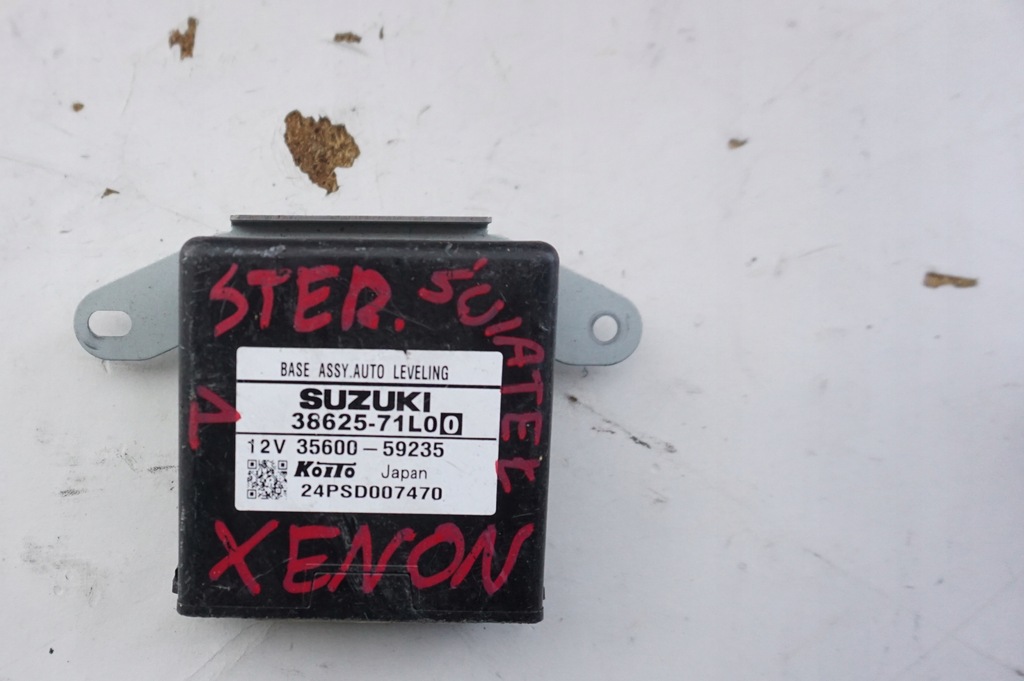 STER.
ŚWIATEŁ
BASE ASSY.AUTO LEVELING
SUZUKI
38625-71L00
12V 35600-59235
KOITO Japan
24PSD007470
XENON